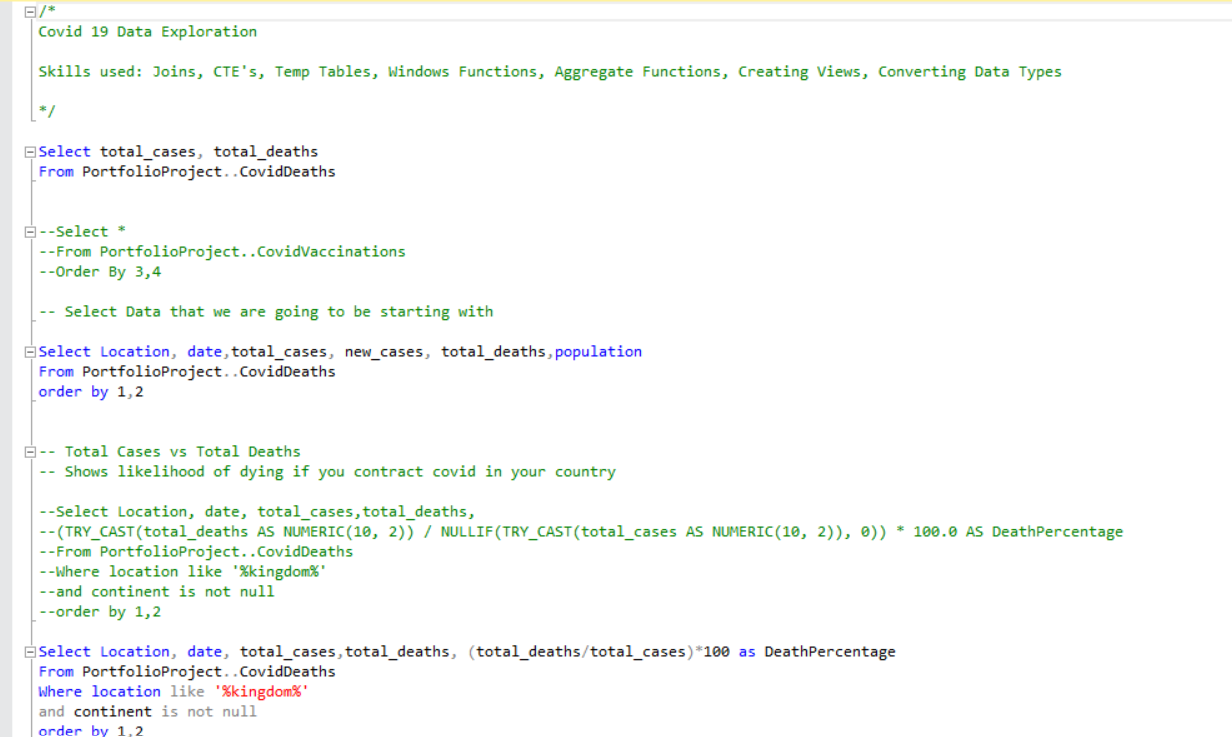 /*
Covid 19 Data Exploration
Skills used: Joins, CTE's, Temp Tables, Windows Functions, Aggregate Functions, Creating Views, Converting Data Types
*/
Select total_cases, total_deaths
From PortfolioProject..CovidDeaths
--Select *
--From PortfolioProject..CovidVaccinations
--Order By 3,4
-- Select Data that we are going to be starting with
Select Location, date,total_cases, new_cases, total_deaths,population
From PortfolioProject..CovidDeaths
order by 1,2
-- Total Cases vs Total Deaths
-- Shows likelihood of dying if you contract covid in your country
--Select Location, date, total_cases,total_deaths,
--(TRY_CAST(total_deaths AS NUMERIC(10, 2)) / NULLIF(TRY_CAST(total_cases AS NUMERIC(10, 2)), 0)) * 100.0 AS DeathPercentage
--From PortfolioProject..CovidDeaths
--Where location like '%kingdom%'
--and continent is not null
--order by 1,2
Select Location, date, total_cases,total_deaths, (total_deaths/total_cases)*100 as DeathPercentage
From PortfolioProject..CovidDeaths
Where location like '%kingdom%'
and continent is not null
order by 1,2